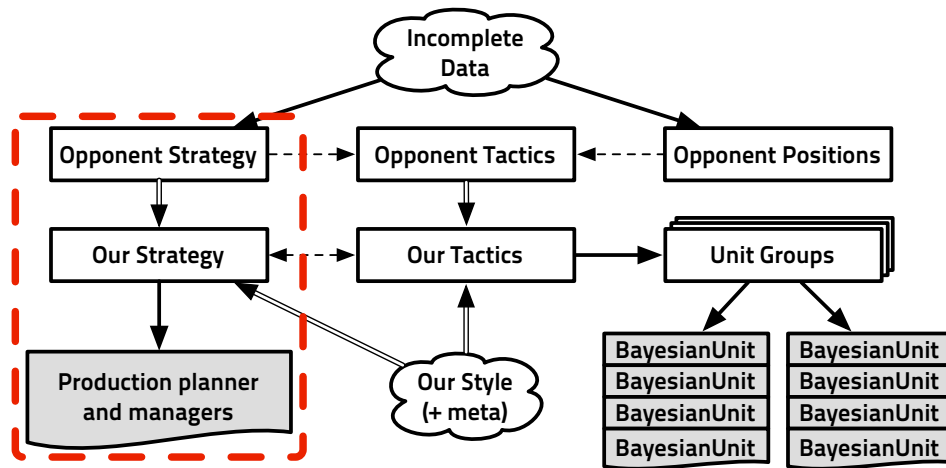 Incomplete
Data
Opponent Strategy
Opponent Tactics
Opponent Positions
Our Strategy
Our Tactics
Unit Groups
Production planner
and managers
Our Style
(+ meta)
BayesianUnit
BayesianUnit
BayesianUnit
BayesianUnit
BayesianUnit
BayesianUnit
BayesianUnit
BayesianUnit